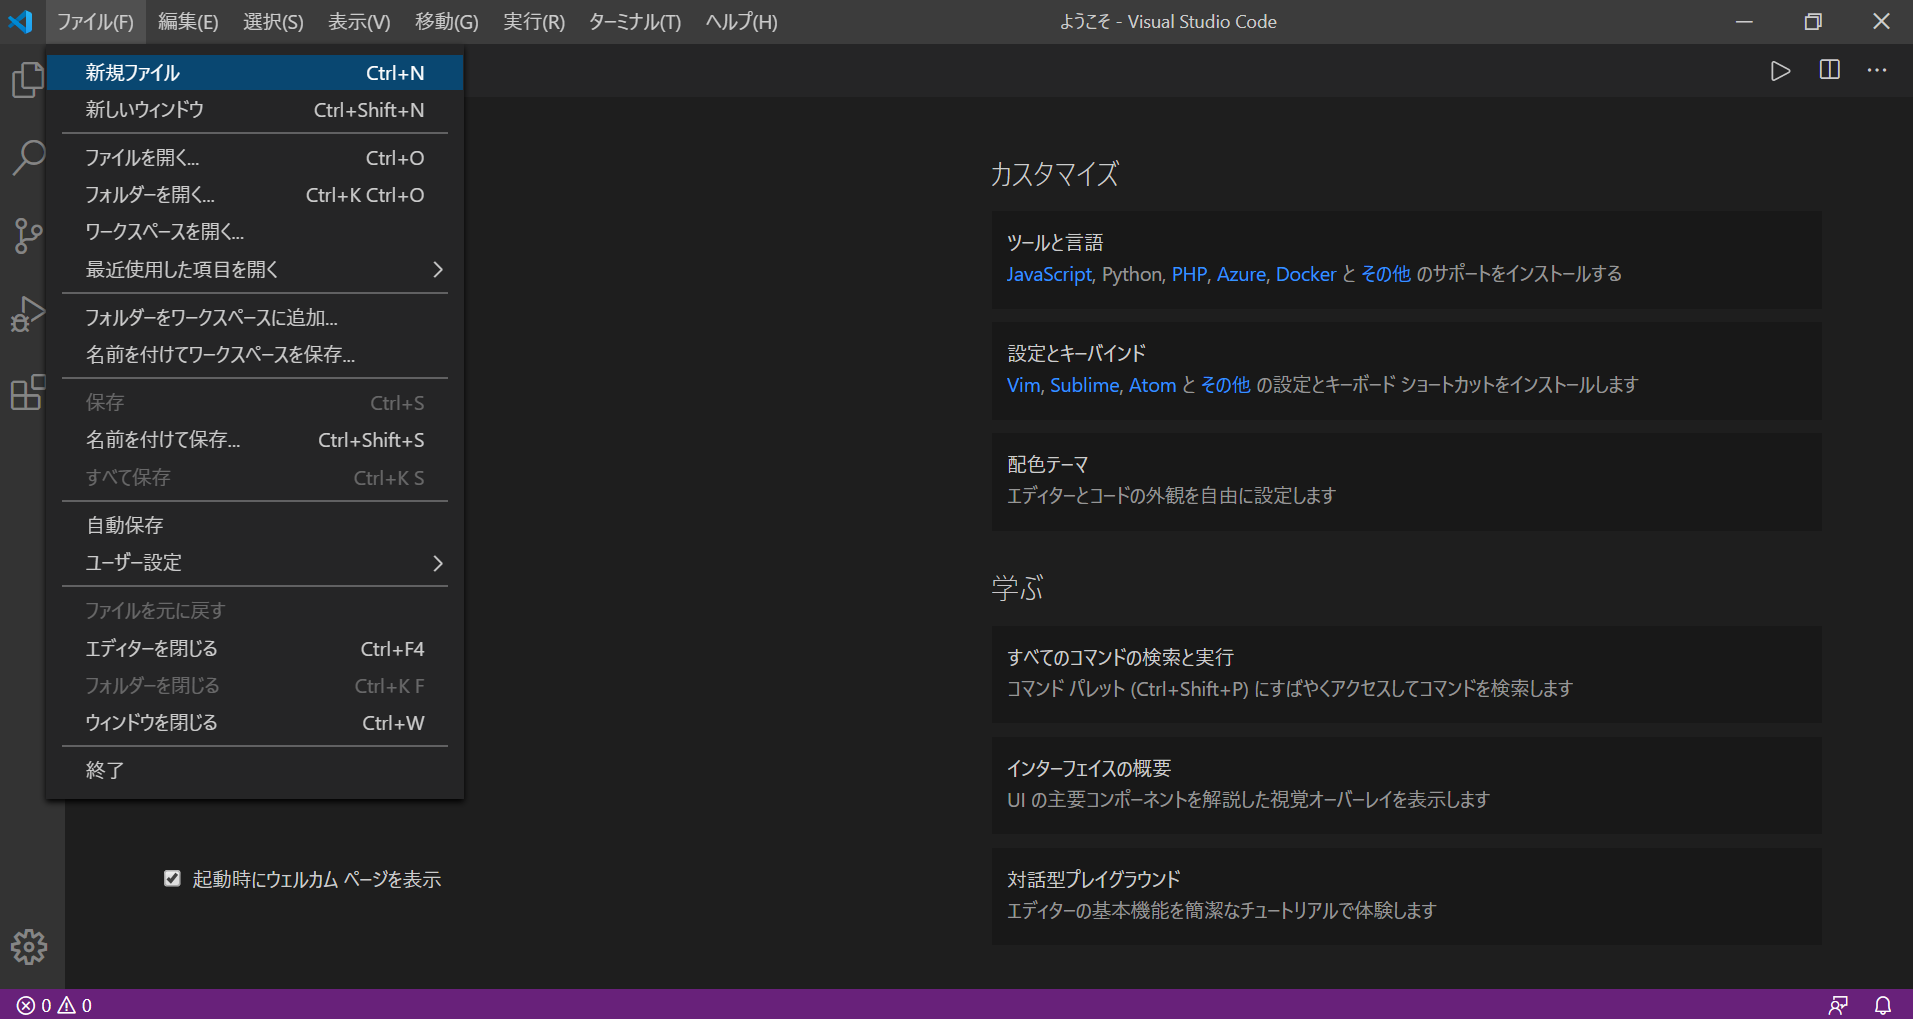 ファイル(F) 編集(E) 選択(S) 表示(V) 移動(G) 実行(R) ターミナル(T) ヘルプ(H) ようこそ - Visual Studio Code
新規ファイル Ctrl+N
新しいウィンドウ Ctrl+Shift+N
ファイルを開く... Ctrl+O
フォルダーを開く... Ctrl+K Ctrl+O
ワークスペースを開く...
最近使用した項目を開く
フォルダーをワークスペースに追加...
名前を付けてワークスペースを保存...
保存 Ctrl+S
名前を付けて保存... Ctrl+Shift+S
すべて保存 Ctrl+K S
自動保存
ユーザー設定
ファイルを元に戻す
エディターを閉じる Ctrl+F4
フォルダーを閉じる Ctrl+K F
ウィンドウを閉じる Ctrl+W
終了
起動時にウェルカム ページを表示
カスタマイズ
ツールと言語
JavaScript, Python, PHP, Azure, Docker と その他 のサポートをインストールする
設定とキーバインド
Vim, Sublime, Atom と その他 の設定とキーボード ショートカットをインストールします
配色テーマ
エディターとコードの外観を自由に設定します
学ぶ
すべてのコマンドの検索と実行
コマンド パレット (Ctrl+Shift+P) にすばやくアクセスしてコマンドを検索します
インターフェイスの概要
UI の主要コンポーネントを解説した視覚オーバーレイを表示します
対話型プレイグラウンド
エディターの基本機能を簡潔なチュートリアルで体験します
0 0